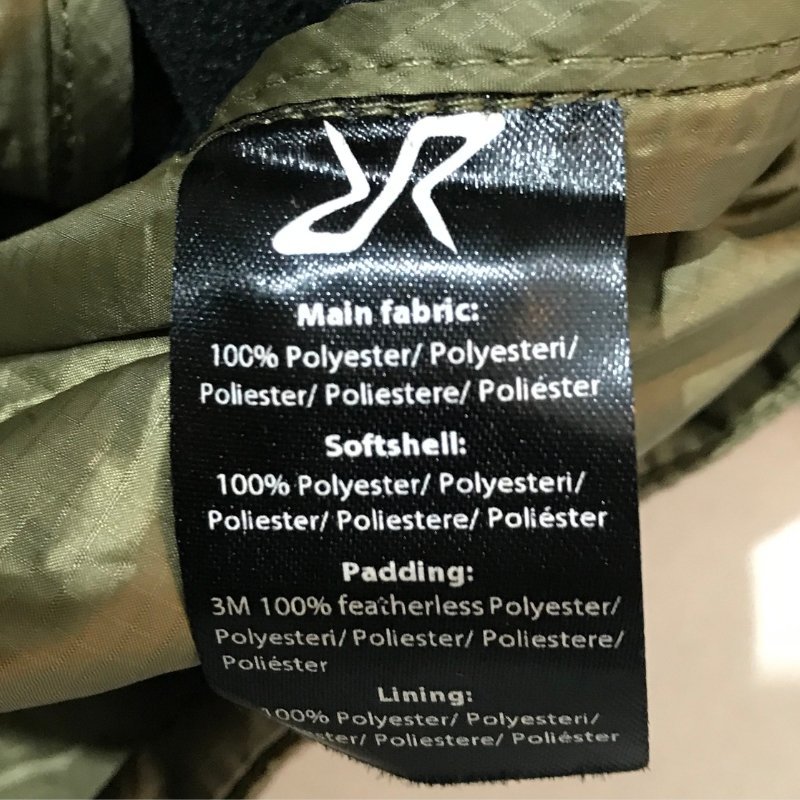 Main fabric:
100% Polyester/ Polyesteri/
Poliester/ Poliestere/ Poliéster
Softshell:
100% Polyester/ Polyesteri/
Poliester/ Poliestere/ Poliéster
Padding:
3M 100% featherless Polyester/
Polyesteri/ Poliester/ Poliestere/
Poliéster
Lining:
100% Polyester/ Polyesteri/
Poliestere/ Poliéster